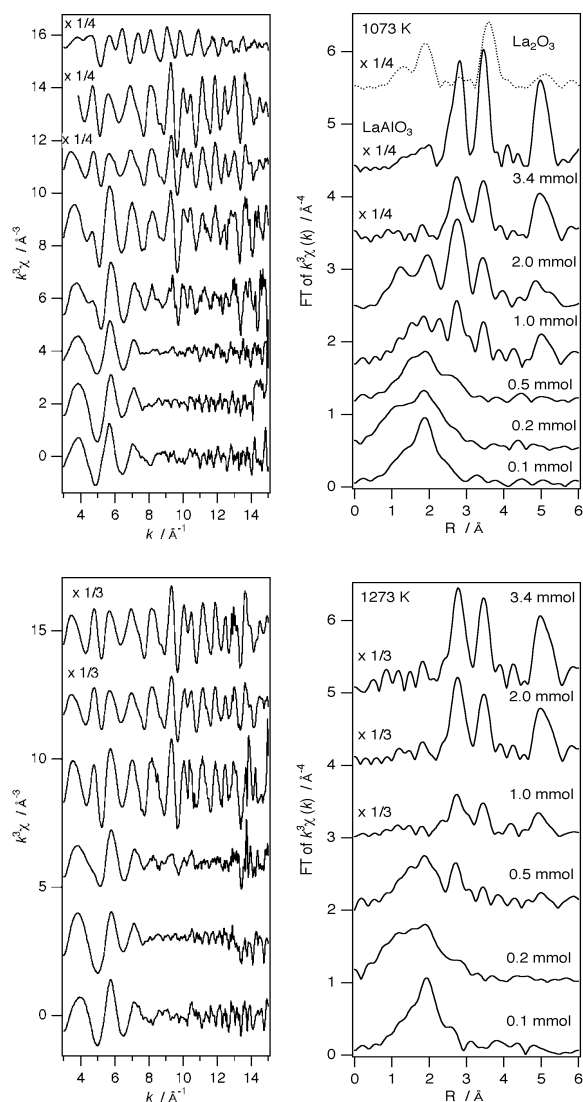 x 1/4
x 1/4
x 1/4
16
14
12
10
8
6
4
2
0
k³χ / Å⁻³
4 6 8 10 12 14
k / Å⁻¹
1073 K
La₂O₃
x 1/4
LaAlO₃
x 1/4
3.4 mmol
x 1/4
2.0 mmol
1.0 mmol
0.5 mmol
0.2 mmol
0.1 mmol
6
5
4
3
2
1
0
FT of k³χ (k) / Å⁻⁴
0 1 2 3 4 5 6
R / Å
x 1/3
x 1/3
15
10
5
0
k³χ / Å⁻³
4 6 8 10 12 14
k / Å⁻¹
1273 K
3.4 mmol
x 1/3
2.0 mmol
x 1/3
1.0 mmol
x 1/3
0.5 mmol
0.2 mmol
0.1 mmol
6
5
4
3
2
1
0
FT of k³χ (k) / Å⁻⁴
0 1 2 3 4 5 6
R / Å